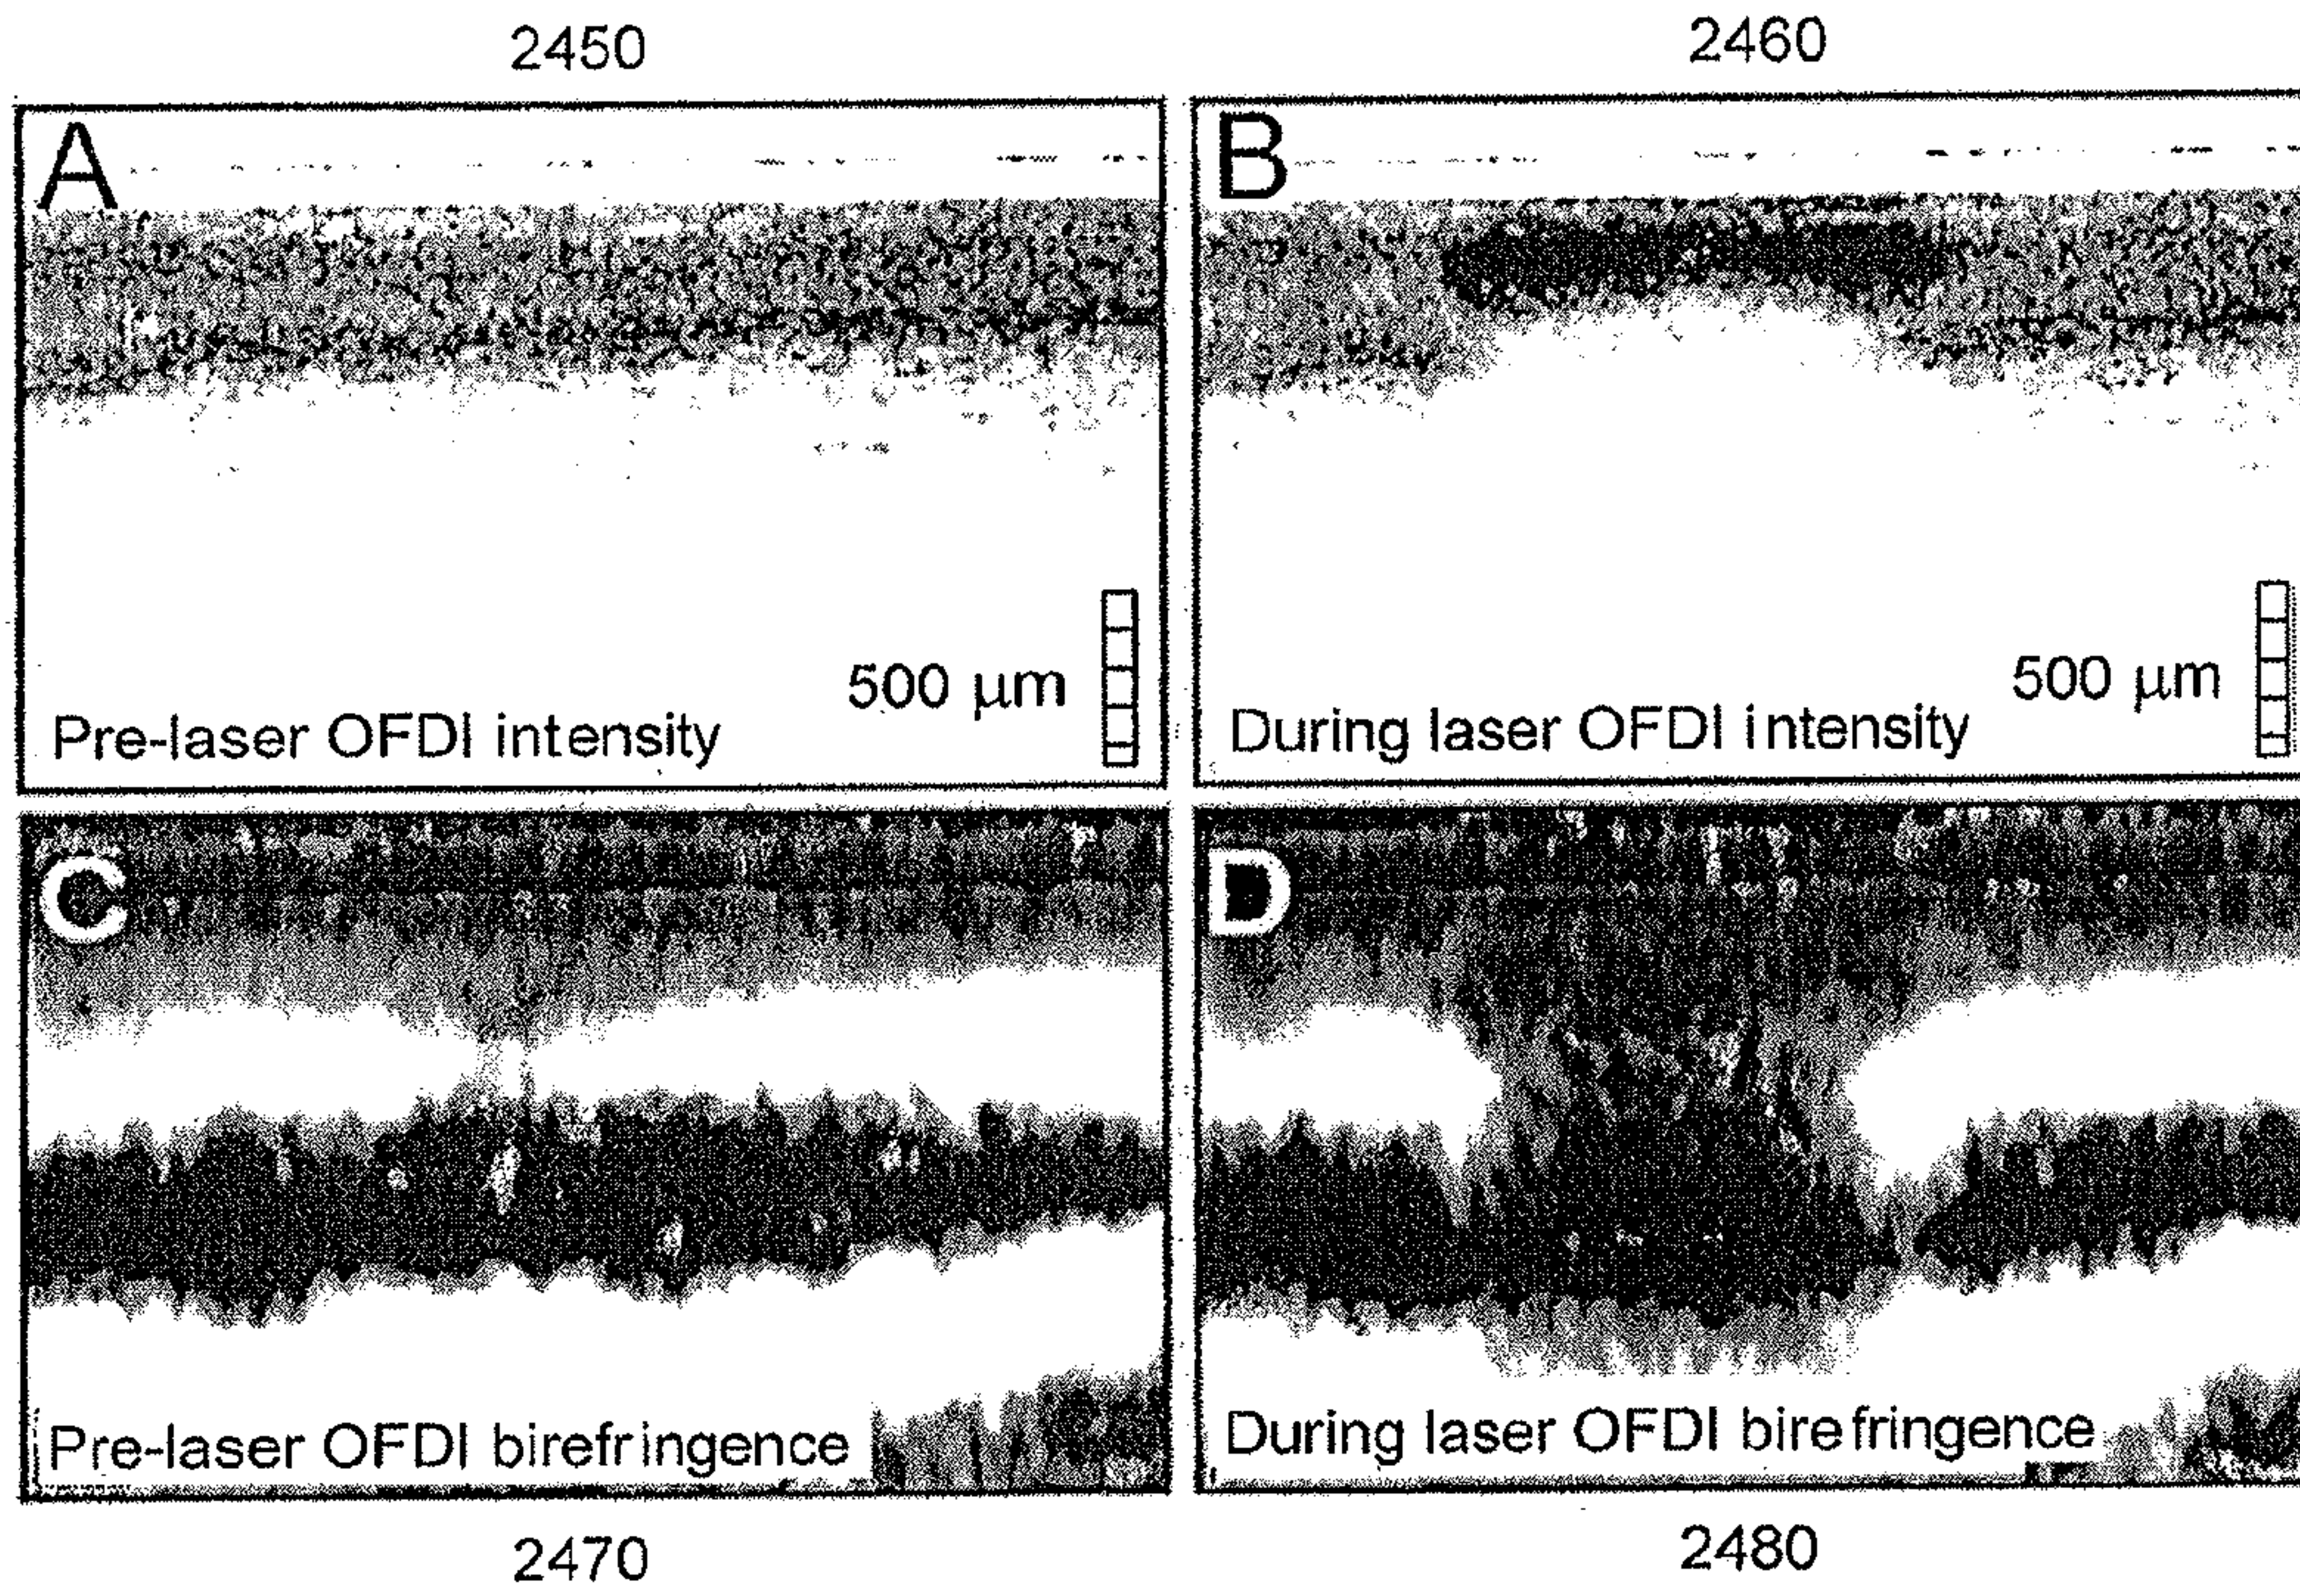 2450
2460
A
B
500 µm
500 µm
Pre-laser OFDI intensity
During laser OFDI intensity
C
D
Pre-laser OFDI birefringence
During laser OFDI birefringence
2470
2480